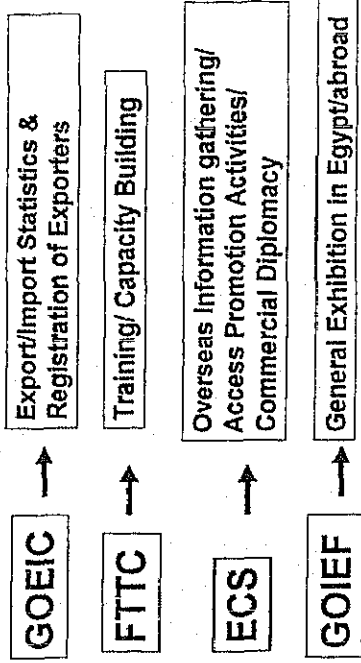 GOEIC
Export/Import Statistics &
Registration of Exporters
FTTC
Training/ Capacity Building
ECS
Overseas Information gathering/
Access Promotion Activities/
Commercial Diplomacy
GOIEF
General Exhibition in Egypt/abroad